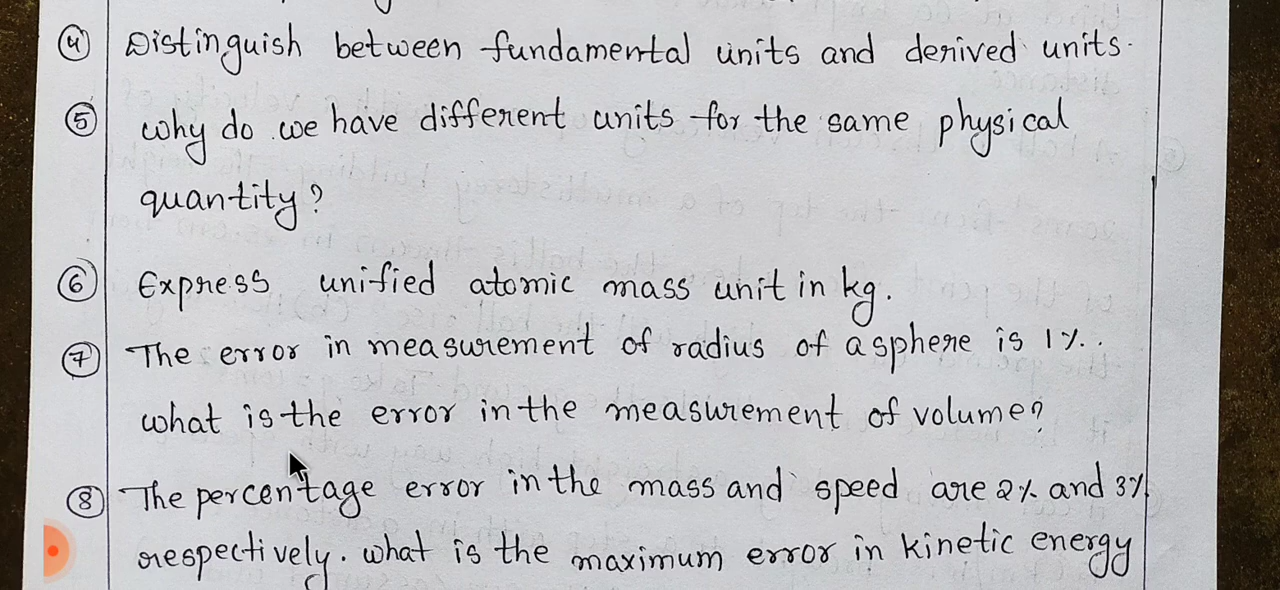 ④ Distinguish between fundamental units and derived units.
⑤ why do we have different units for the same physical
quantity?
⑥ Express unified atomic mass unit in kg.
⑦ The error in measurement of radius of a sphere is 1%..
what is the error in the measurement of volume?
⑧ The percentage error in the mass and speed are 2% and 3%
respectively. what is the maximum error in kinetic energy